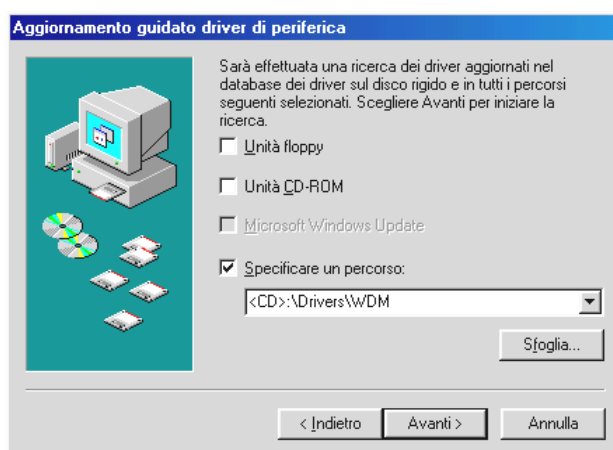 Aggiornamento guidato driver di periferica
Sarà effettuata una ricerca dei driver aggiornati nel
database dei driver sul disco rigido e in tutti i percorsi
seguenti selezionati. Scegliere Avanti per iniziare la
ricerca.
Unità floppy
Unità CD-ROM
Microsoft Windows Update
Specificare un percorso:
<CD>:\Drivers\WDM
Sfoglia...
< Indietro
Avanti >
Annulla